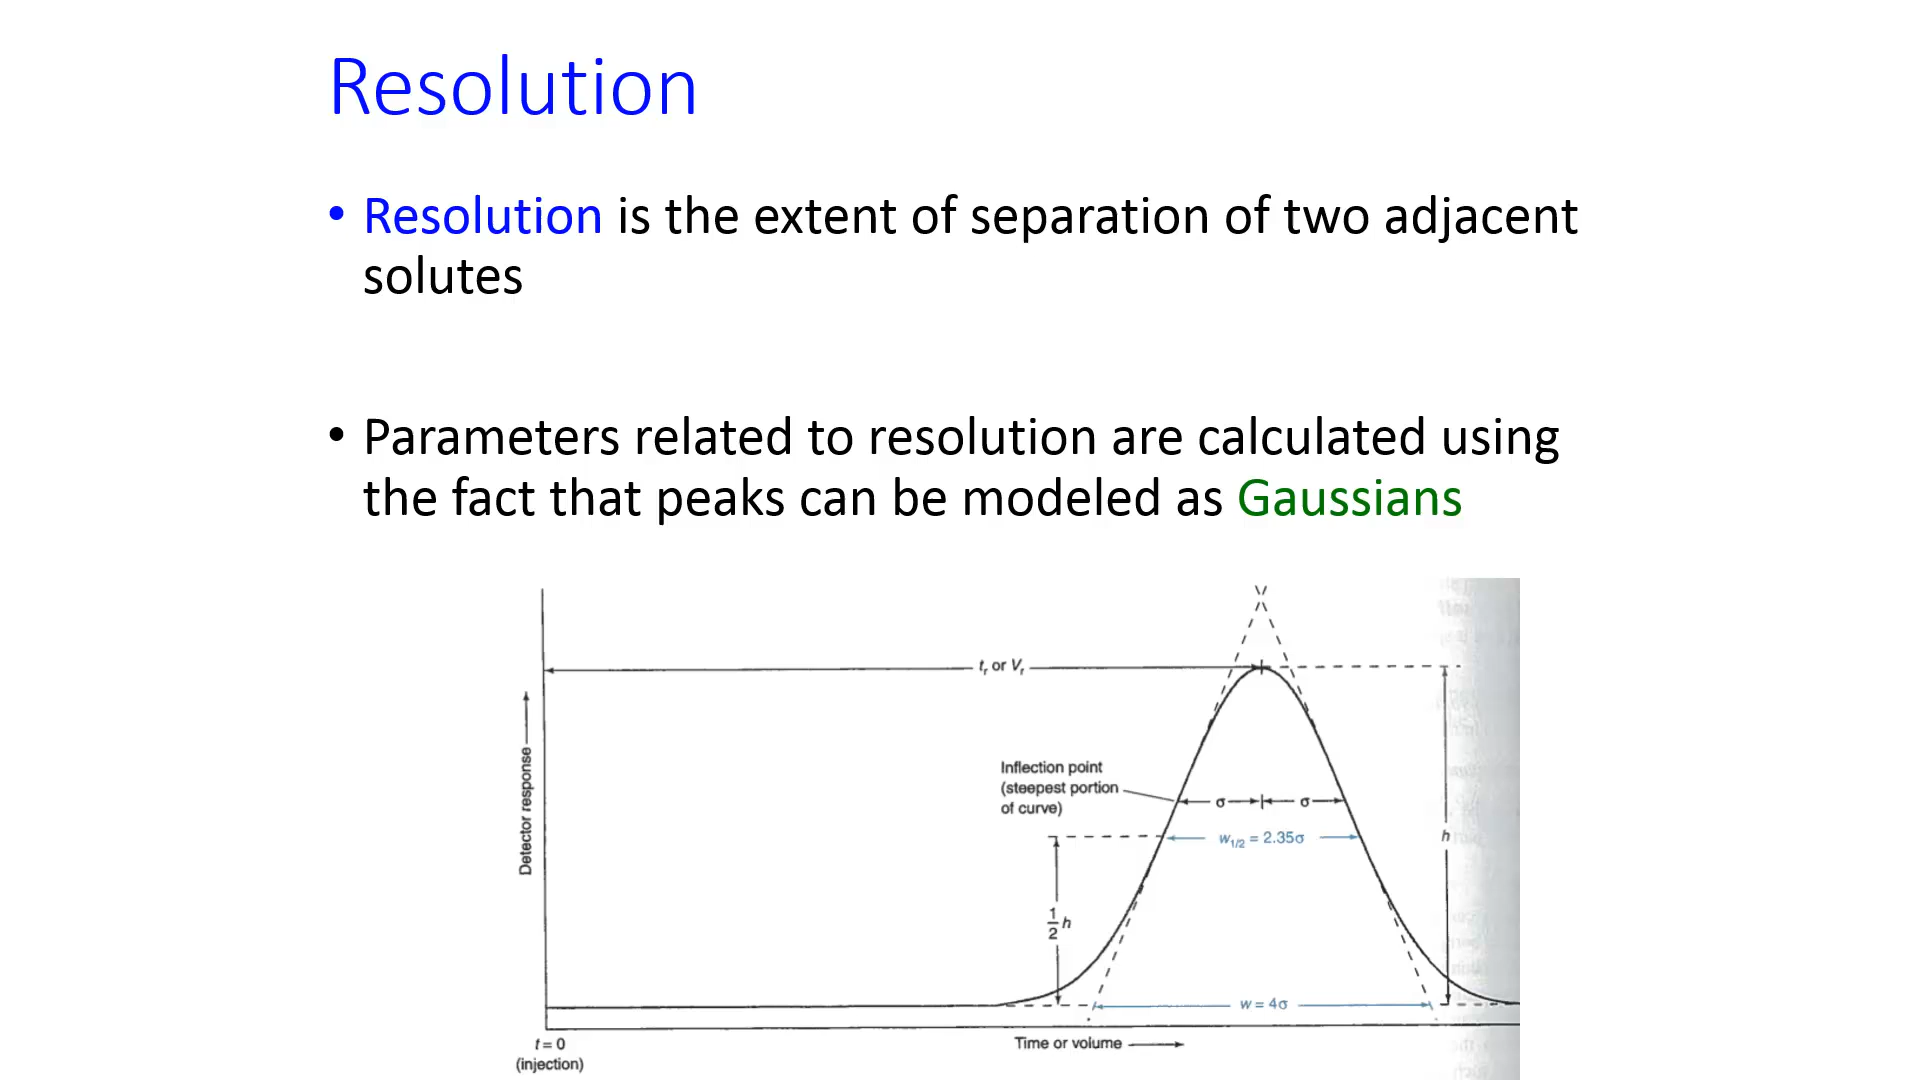 Resolution
• Resolution is the extent of separation of two adjacent
solutes
• Parameters related to resolution are calculated using
the fact that peaks can be modeled as Gaussians
tr or Vr
Detector response
Inflection point
(steepest portion
of curve)
σ σ
w1/2 = 2.35σ
h
1/2 h
w = 4σ
t = 0
(injection)
Time or volume